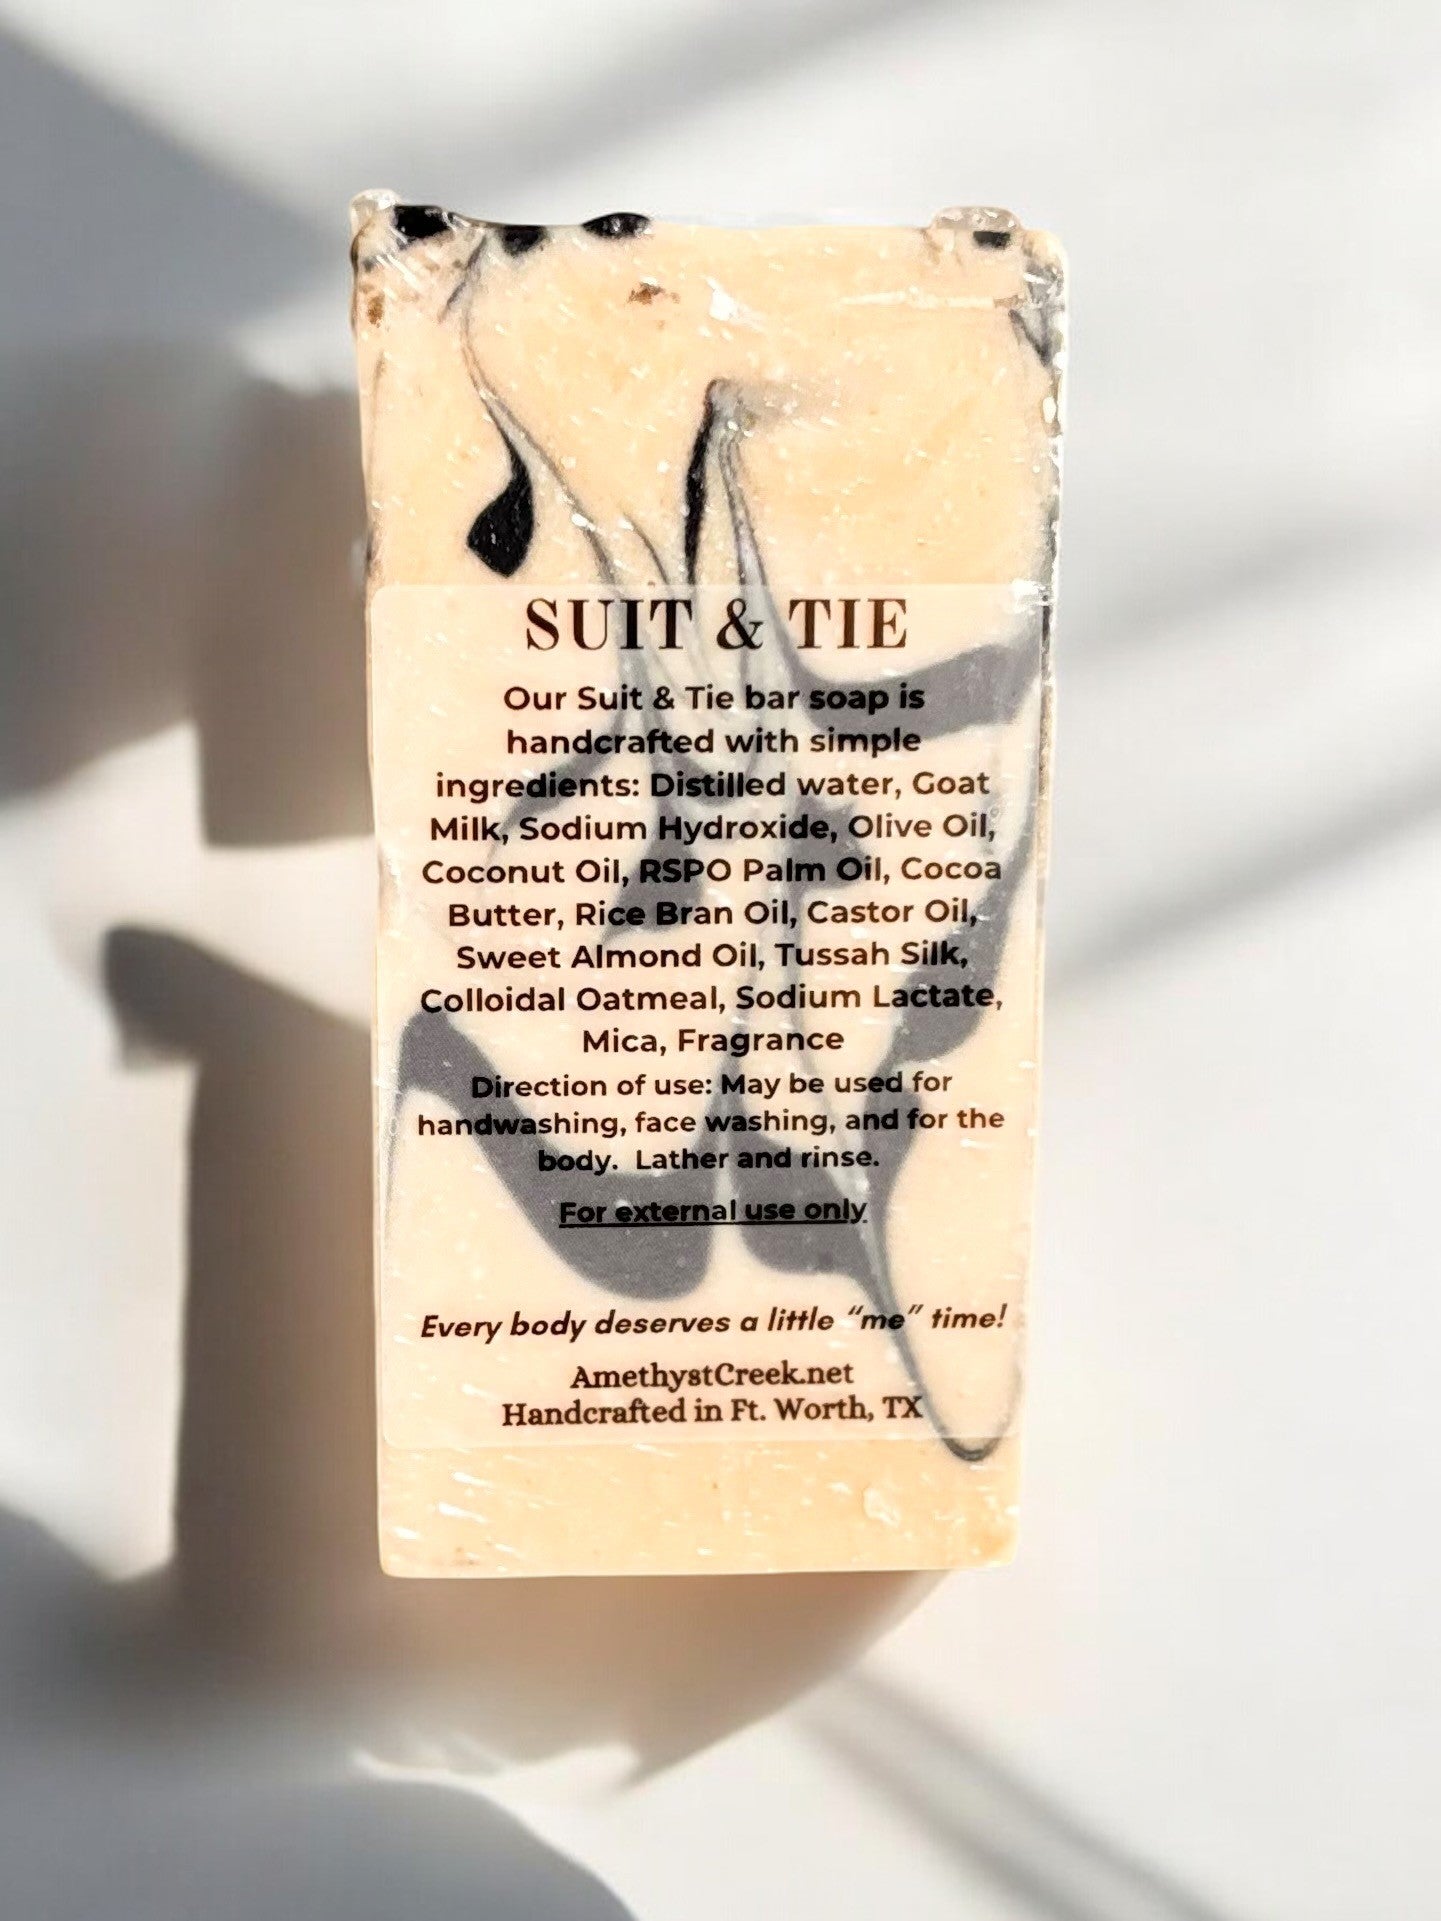 SUIT & TIE
Our Suit & Tie bar soap is
handcrafted with simple
ingredients: Distilled water, Goat
Milk, Sodium Hydroxide, Olive Oil,
Coconut Oil, RSPO Palm Oil, Cocoa
Butter, Rice Bran Oil, Castor Oil,
Sweet Almond Oil, Tussah Silk,
Colloidal Oatmeal, Sodium Lactate,
Mica, Fragrance
Direction of use: May be used for
handwashing, face washing, and for the
body.  Lather and rinse.
For external use only
Every body deserves a little “me” time!
AmethystCreek.net
Handcrafted in Ft. Worth, TX